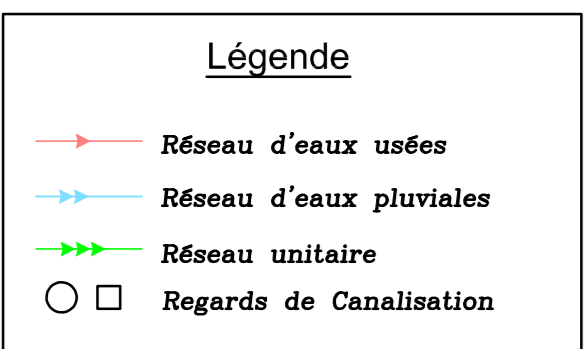 Légende
Réseau d'eaux usées
Réseau d'eaux pluviales
Réseau unitaire
Regards de Canalisation